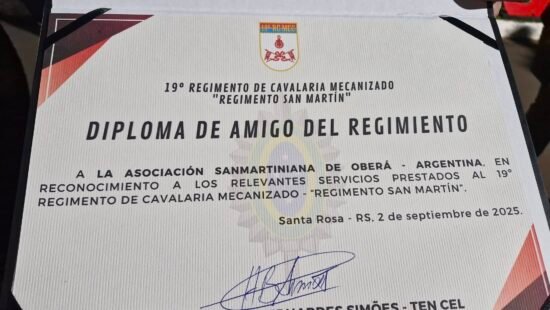 19º REGIMENTO DE CAVALARIA MECANIZADO
"REGIMENTO SAN MARTÍN"
DIPLOMA DE AMIGO DEL REGIMIENTO
A LA ASOCIACIÓN SANMARTINIANA DE OBERÁ - ARGENTINA, EN
RECONOCIMIENTO A LOS RELEVANTES SERVICIOS PRESTADOS AL 19º
REGIMENTO DE CAVALARIA MECANIZADO - "REGIMENTO SAN MARTÍN".
Santa Rosa - RS, 2 de septiembre de 2025.
SIMÕES - TEN CEL